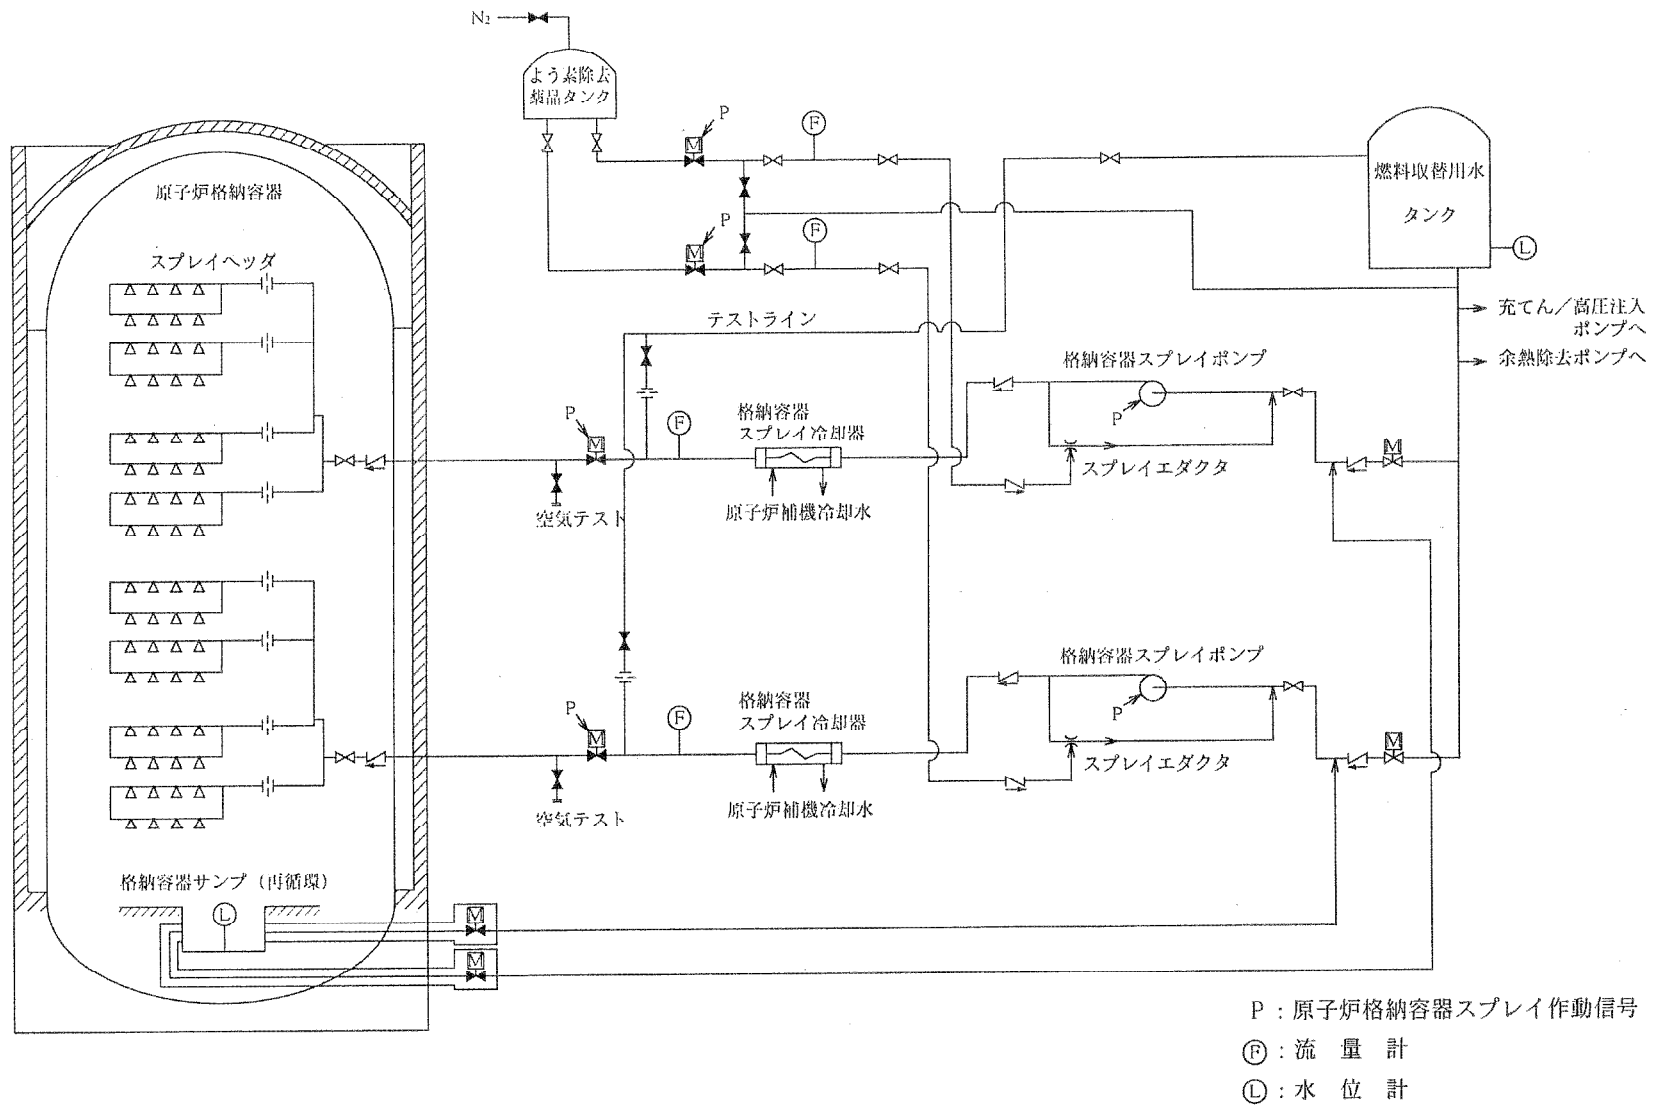 N₂
よう素除去
薬品タンク
P
F
M
燃料取替用水
タンク
L
P
F
M
原子炉格納容器
スプレイヘッダ
テストライン
充てん/高圧注入
ポンプへ
余熱除去ポンプへ
格納容器スプレイポンプ
P
P
M
F
格納容器
スプレイ冷却器
M
スプレイエダクタ
空気テスト
原子炉補機冷却水
格納容器スプレイポンプ
P
P
M
F
格納容器
スプレイ冷却器
M
スプレイエダクタ
空気テスト
原子炉補機冷却水
格納容器サンプ(再循環)
L
M
M
P:原子炉格納容器スプレイ作動信号
F:流量計
L:水位計